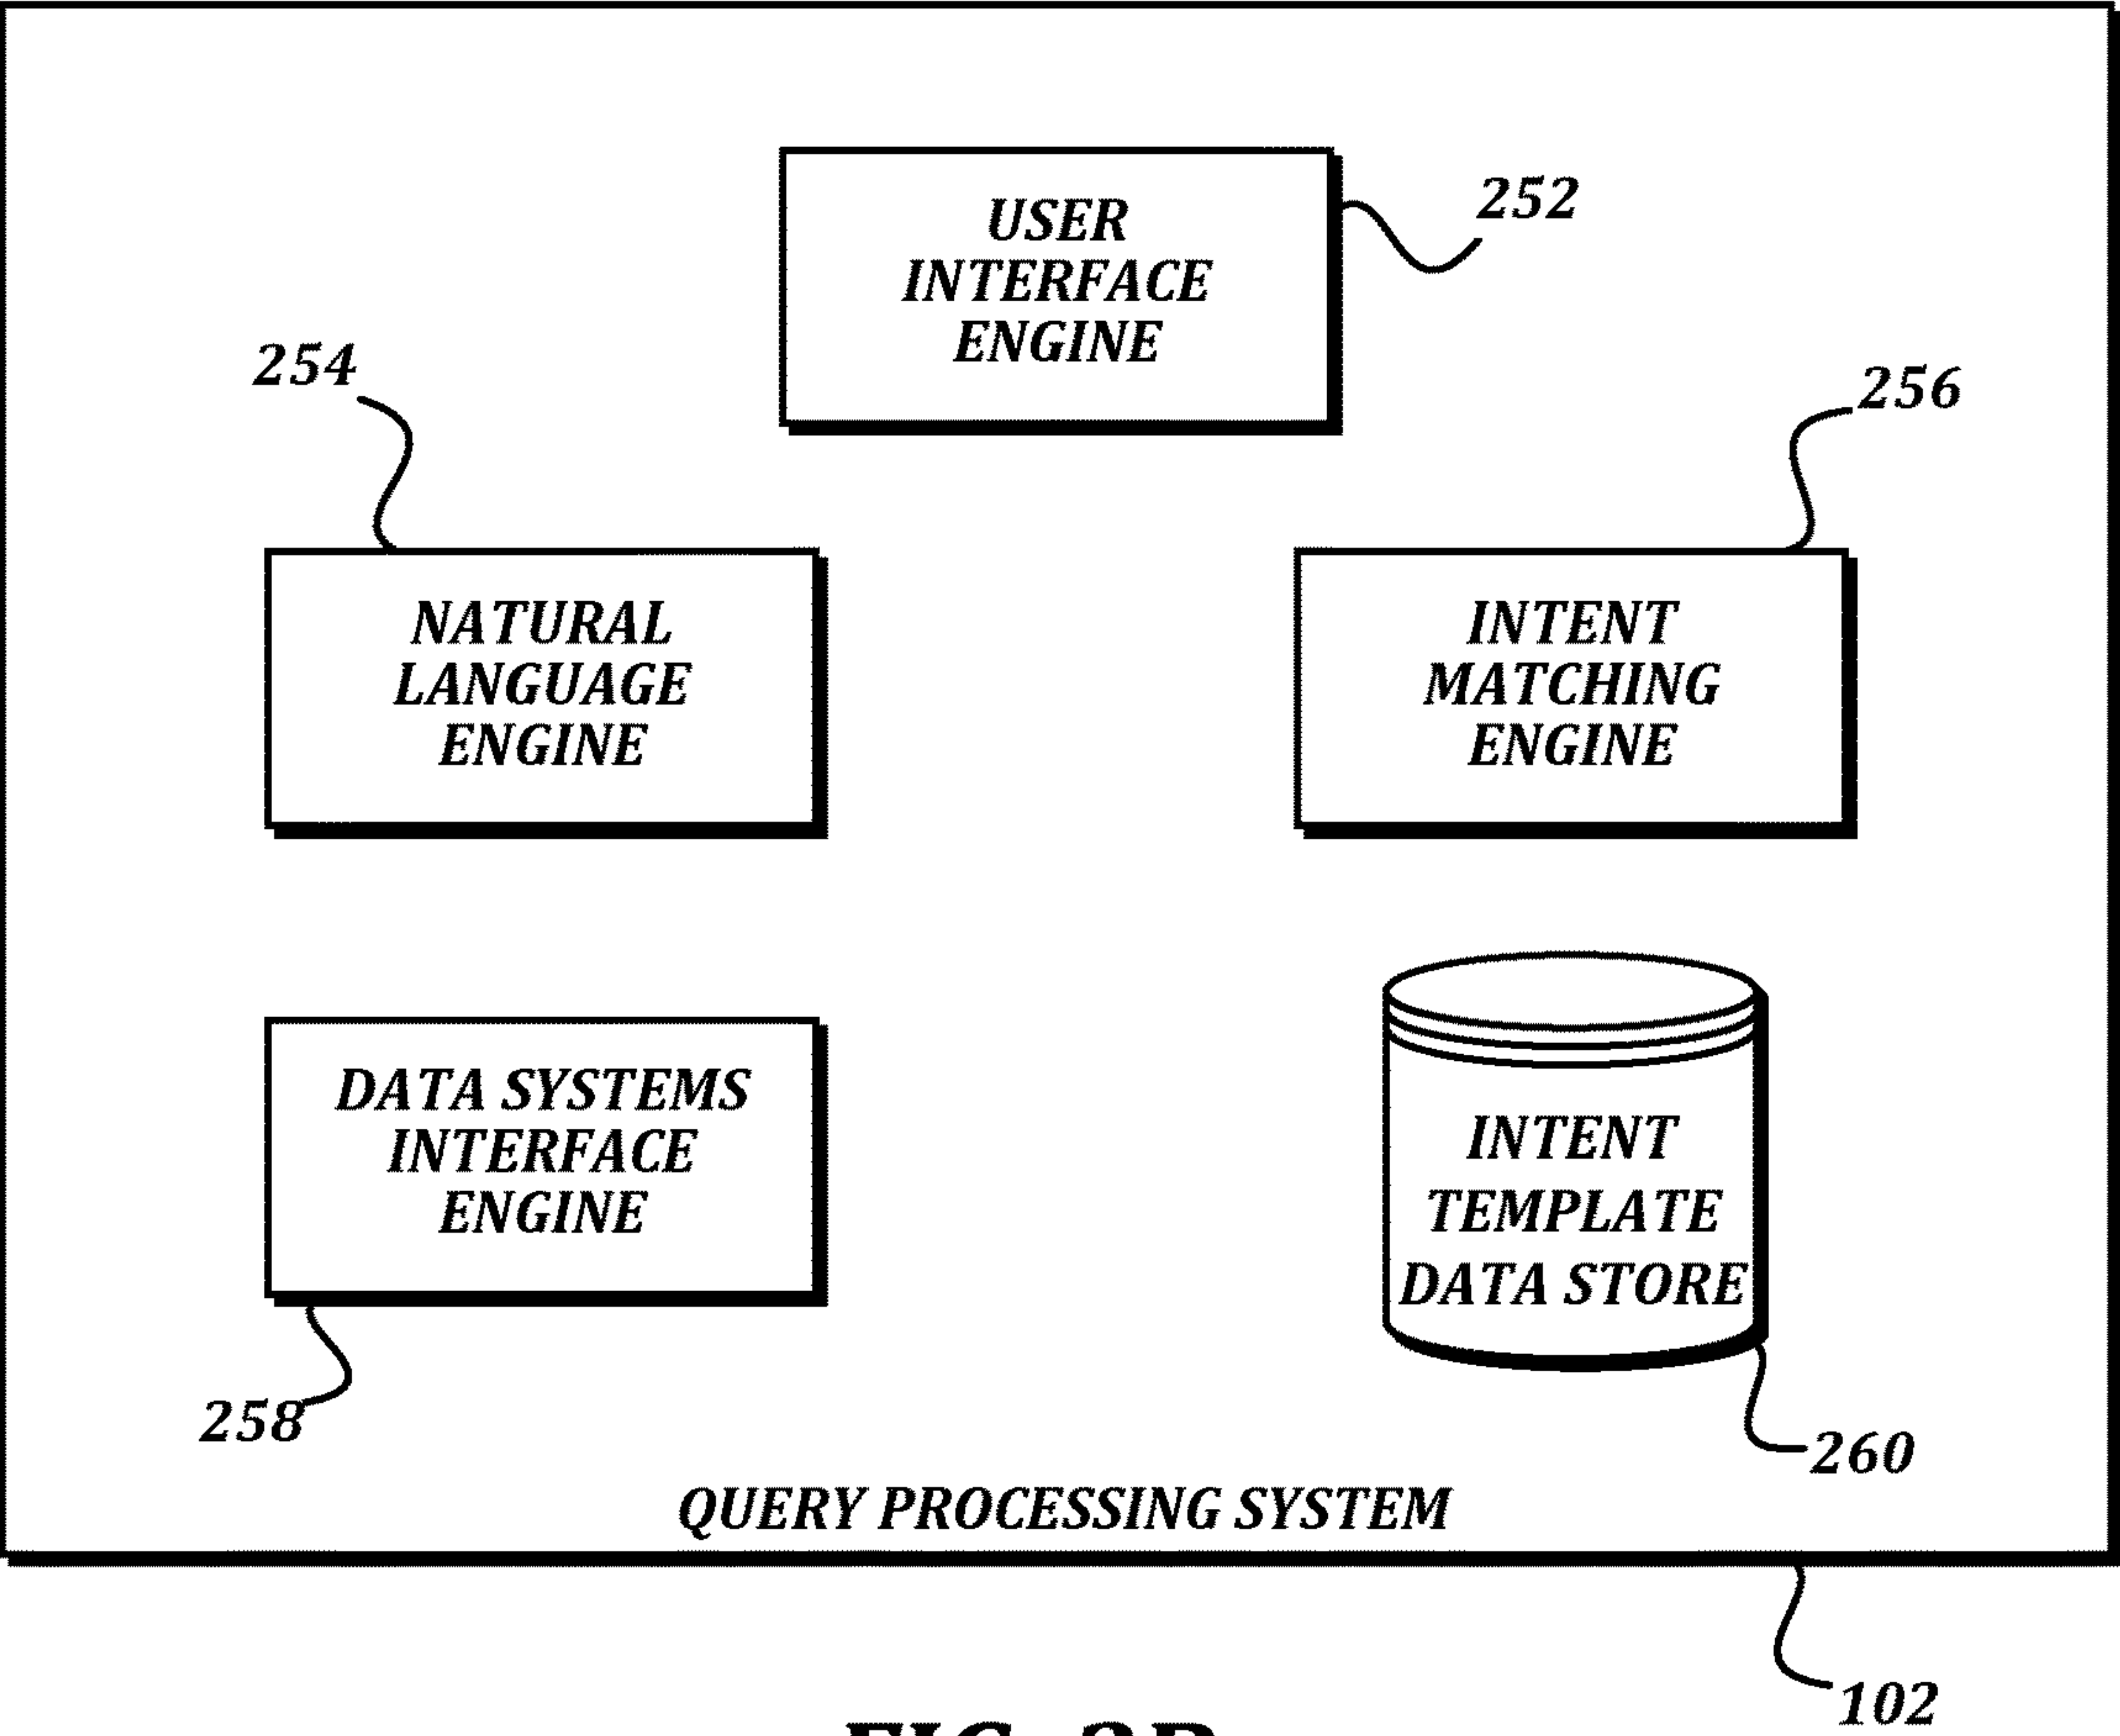 USER
INTERFACE
ENGINE
252
254
256
NATURAL
LANGUAGE
ENGINE
INTENT
MATCHING
ENGINE
DATA SYSTEMS
INTERFACE
ENGINE
INTENT
TEMPLATE
DATA STORE
258
260
QUERY PROCESSING SYSTEM
102